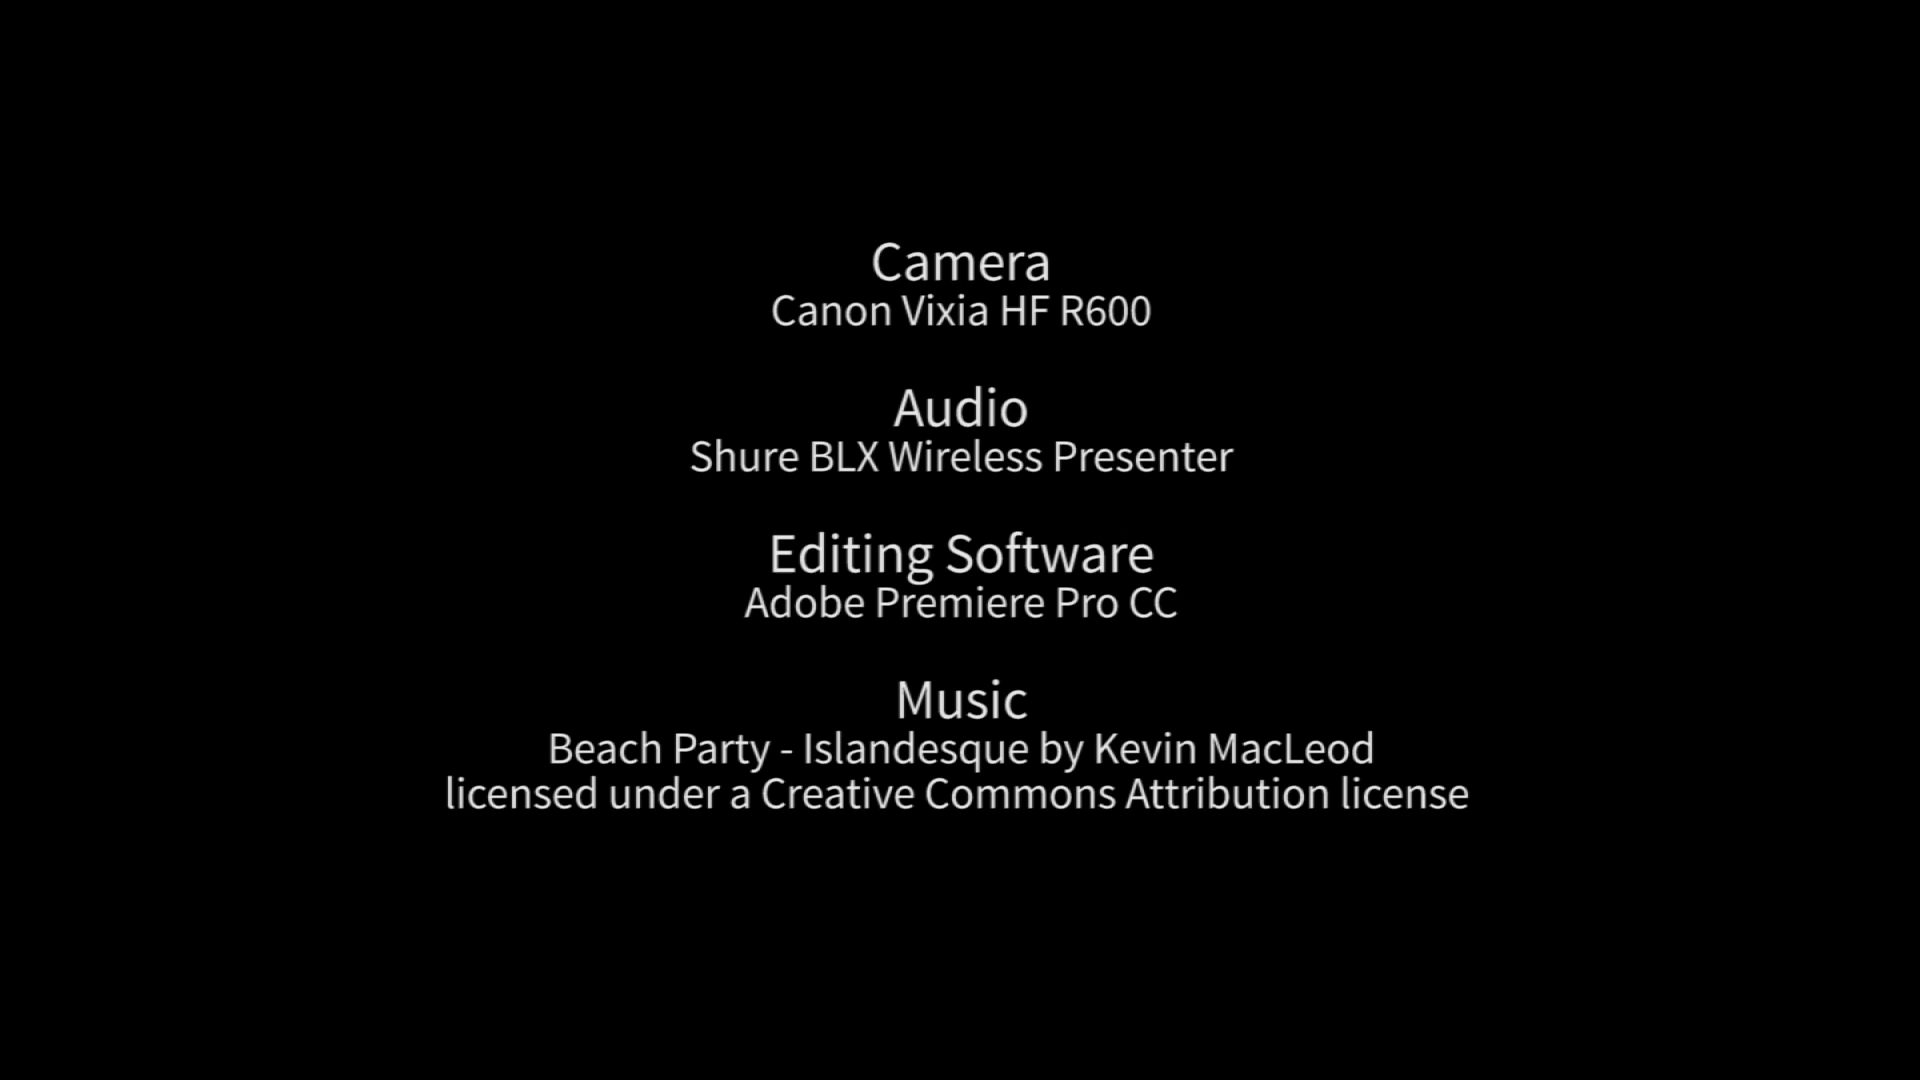 Camera
Canon Vixia HF R600
Audio
Shure BLX Wireless Presenter
Editing Software
Adobe Premiere Pro CC
Music
Beach Party - Islandesque by Kevin MacLeod
licensed under a Creative Commons Attribution license